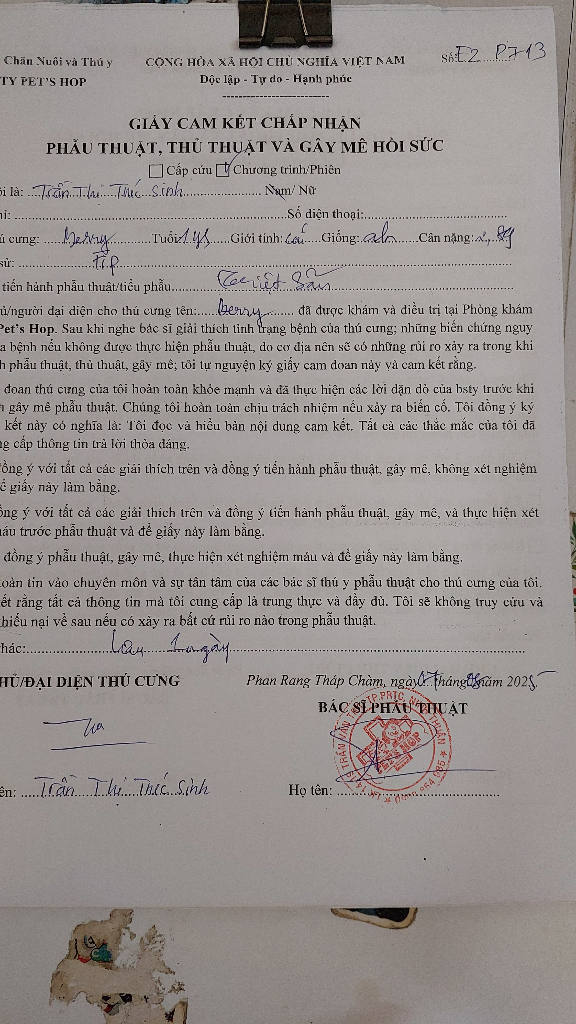 Chăn Nuôi và Thú y CỘNG HÒA XÃ HỘI CHỦ NGHĨA VIỆT NAM Số: E2 P713
TY PET'S HOP Độc lập - Tự do - Hạnh phúc
GIẤY CAM KẾT CHẤP NHẬN
PHẪU THUẬT, THỦ THUẬT VÀ GÂY MÊ HỒI SỨC
Cấp cứu Chương trình/Phiên
i là: Trần Thị Thúc Sinh Nam/ Nữ
hỉ: Số điện thoại:
ú cưng: Berry Tuổi: Giới tính: cái Giống: aln Cân nặng:
sử: FIP
tiến hành phẫu thuật/tiểu phẫu Triệt Sản
ủ/người đại diện cho thú cưng tên: Berry đã được khám và điều trị tại Phòng khám
Pet's Hop. Sau khi nghe bác sĩ giải thích tình trạng bệnh của thú cưng; những biến chứng nguy
a bệnh nếu không được thực hiện phẫu thuật, do cơ địa nên sẽ có những rủi ro xảy ra trong khi
h phẫu thuật, thủ thuật, gây mê; tôi tự nguyện ký giấy cam đoan này và cam kết rằng.
đoan thú cưng của tôi hoàn toàn khỏe mạnh và đã thực hiện các lời dặn dò của bsty trước khi
n gây mê phẫu thuật. Chúng tôi hoàn toàn chịu trách nhiệm nếu xảy ra biến cố. Tôi đồng ý ký
kết này có nghĩa là: Tôi đọc và hiểu bản nội dung cam kết. Tất cả các thắc mắc của tôi đã
ng cấp thông tin trả lời thỏa đáng.
đồng ý với tất cả các giải thích trên và đồng ý tiến hành phẫu thuật, gây mê, không xét nghiệm
ể giấy này làm bằng.
ồng ý với tất cả các giải thích trên và đồng ý tiến hành phẫu thuật, gây mê, và thực hiện xét
náu trước phẫu thuật và để giấy này làm bằng.
đồng ý phẫu thuật, gây mê, thực hiện xét nghiệm máu và để giấy này làm bằng.
oàn tin vào chuyên môn và sự tận tâm của các bác sĩ thú y phẫu thuật cho thú cưng của tôi.
ết rằng tất cả thông tin mà tôi cung cấp là trung thực và đầy đủ. Tôi sẽ không truy cứu và
hiếu nại về sau nếu có xảy ra bất cứ rủi ro nào trong phẫu thuật.
hác: Lưu 1 ngày
HỦ/ĐẠI DIỆN THÚ CƯNG Phan Rang Tháp Chàm, ngày 07 tháng 08 năm 2025
BÁC SĨ PHẪU THUẬT
ên: Trần Thị Thúc Sinh Họ tên: